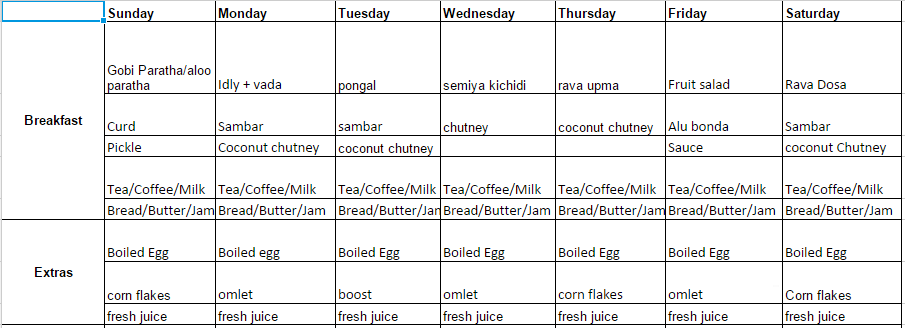 Sunday Monday Tuesday Wednesday Thursday Friday Saturday
Breakfast
Gobi Paratha/aloo
paratha Idly + vada pongal semiya kichidi rava upma Fruit salad Rava Dosa
Curd Sambar sambar chutney coconut chutney Alu bonda Sambar
Pickle Coconut chutney coconut chutney Sauce coconut Chutney
Tea/Coffee/Milk Tea/Coffee/Milk Tea/Coffee/Milk Tea/Coffee/Milk Tea/Coffee/Milk Tea/Coffee/Milk Tea/Coffee/Milk
Bread/Butter/Jam Bread/Butter/Jam Bread/Butter/Jan Bread/Butter/Jam Bread/Butter/Jam Bread/Butter/Jam Bread/Butter/Jam
Extras
Boiled Egg Boiled egg Boiled Egg Boiled Egg Boiled Egg Boiled Egg Boiled Egg
corn flakes omlet boost omlet corn flakes omlet Corn flakes
fresh juice fresh juice fresh juice fresh juice fresh juice fresh juice fresh juice